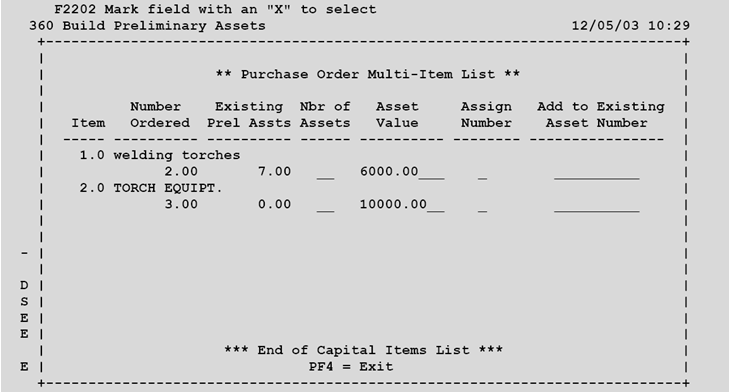 F2202 Mark field with an "X" to select
360 Build Preliminary Assets 12/05/03 10:29
** Purchase Order Multi-Item List **
Number Existing Nbr of Asset Assign Add to Existing
Item Ordered Prel Assts Assets Value Number Asset Number
1.0 welding torches
2.00 7.00 __ 6000.00___ _ __________
2.0 TORCH EQUIPT.
3.00 0.00 __ 10000.00__ _ __________
D
S
E
E
*** End of Capital Items List ***
E PF4 = Exit